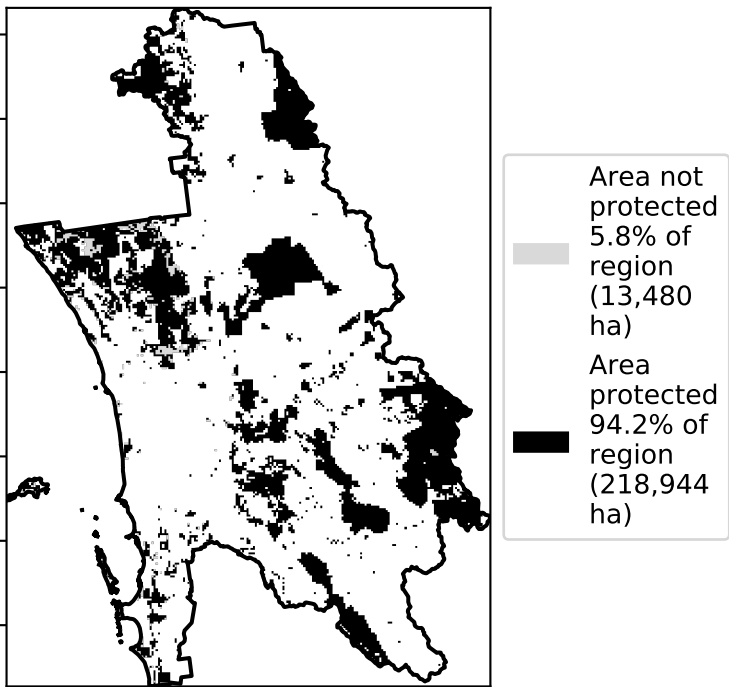 Area not
protected
5.8% of
region
(13,480
ha)
Area
protected
94.2% of
region
(218,944
ha)